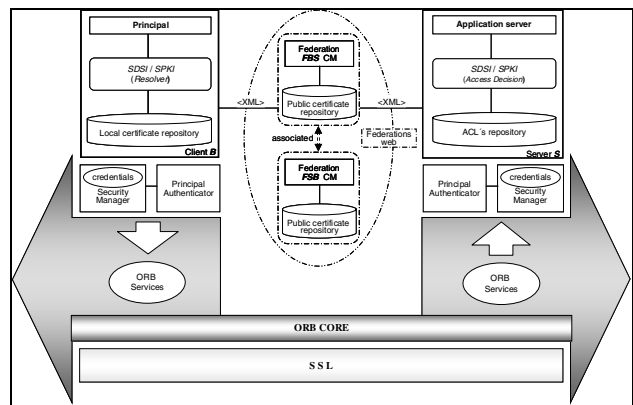 Principal
SDSI / SPKI
(Resolver)
Local certificate repository
Client B
<XML>
Federation
FBS CM
Public certificate
repository
associated
Federation
FSB CM
Public certificate
repository
<XML>
Federations
web
Application server
SDSI / SPKI
(Access Decision)
ACL´s repository
Server S
credentials
Security
Manager
Principal
Authenticator
Principal
Authenticator
credentials
Security
Manager
ORB
Services
ORB
Services
ORB CORE
S S L